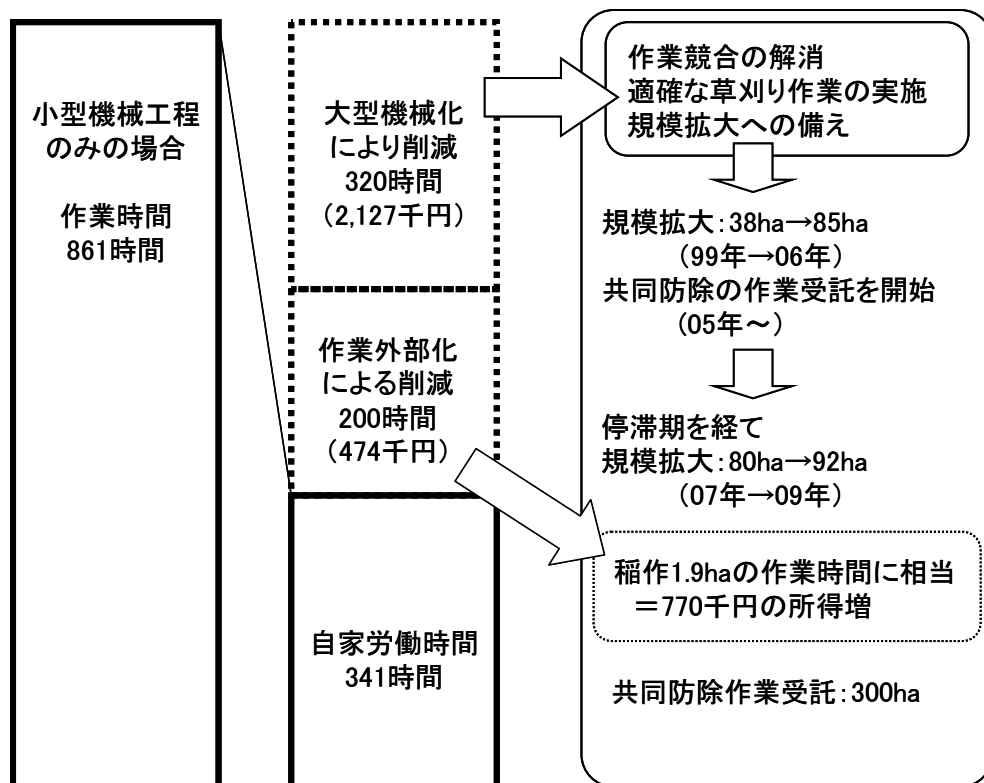 小型機械工程
のみの場合
作業時間
861時間
大型機械化
により削減
320時間
（2,127千円）
作業外部化
による削減
200時間
（474千円）
自家労働時間
341時間
作業競合の解消
適確な草刈り作業の実施
規模拡大への備え
規模拡大：38ha→85ha
（99年→06年）
共同防除の作業受託を開始
（05年～）
停滞期を経て
規模拡大：80ha→92ha
（07年→09年）
稲作1.9haの作業時間に相当
＝770千円の所得増
共同防除作業受託：300ha